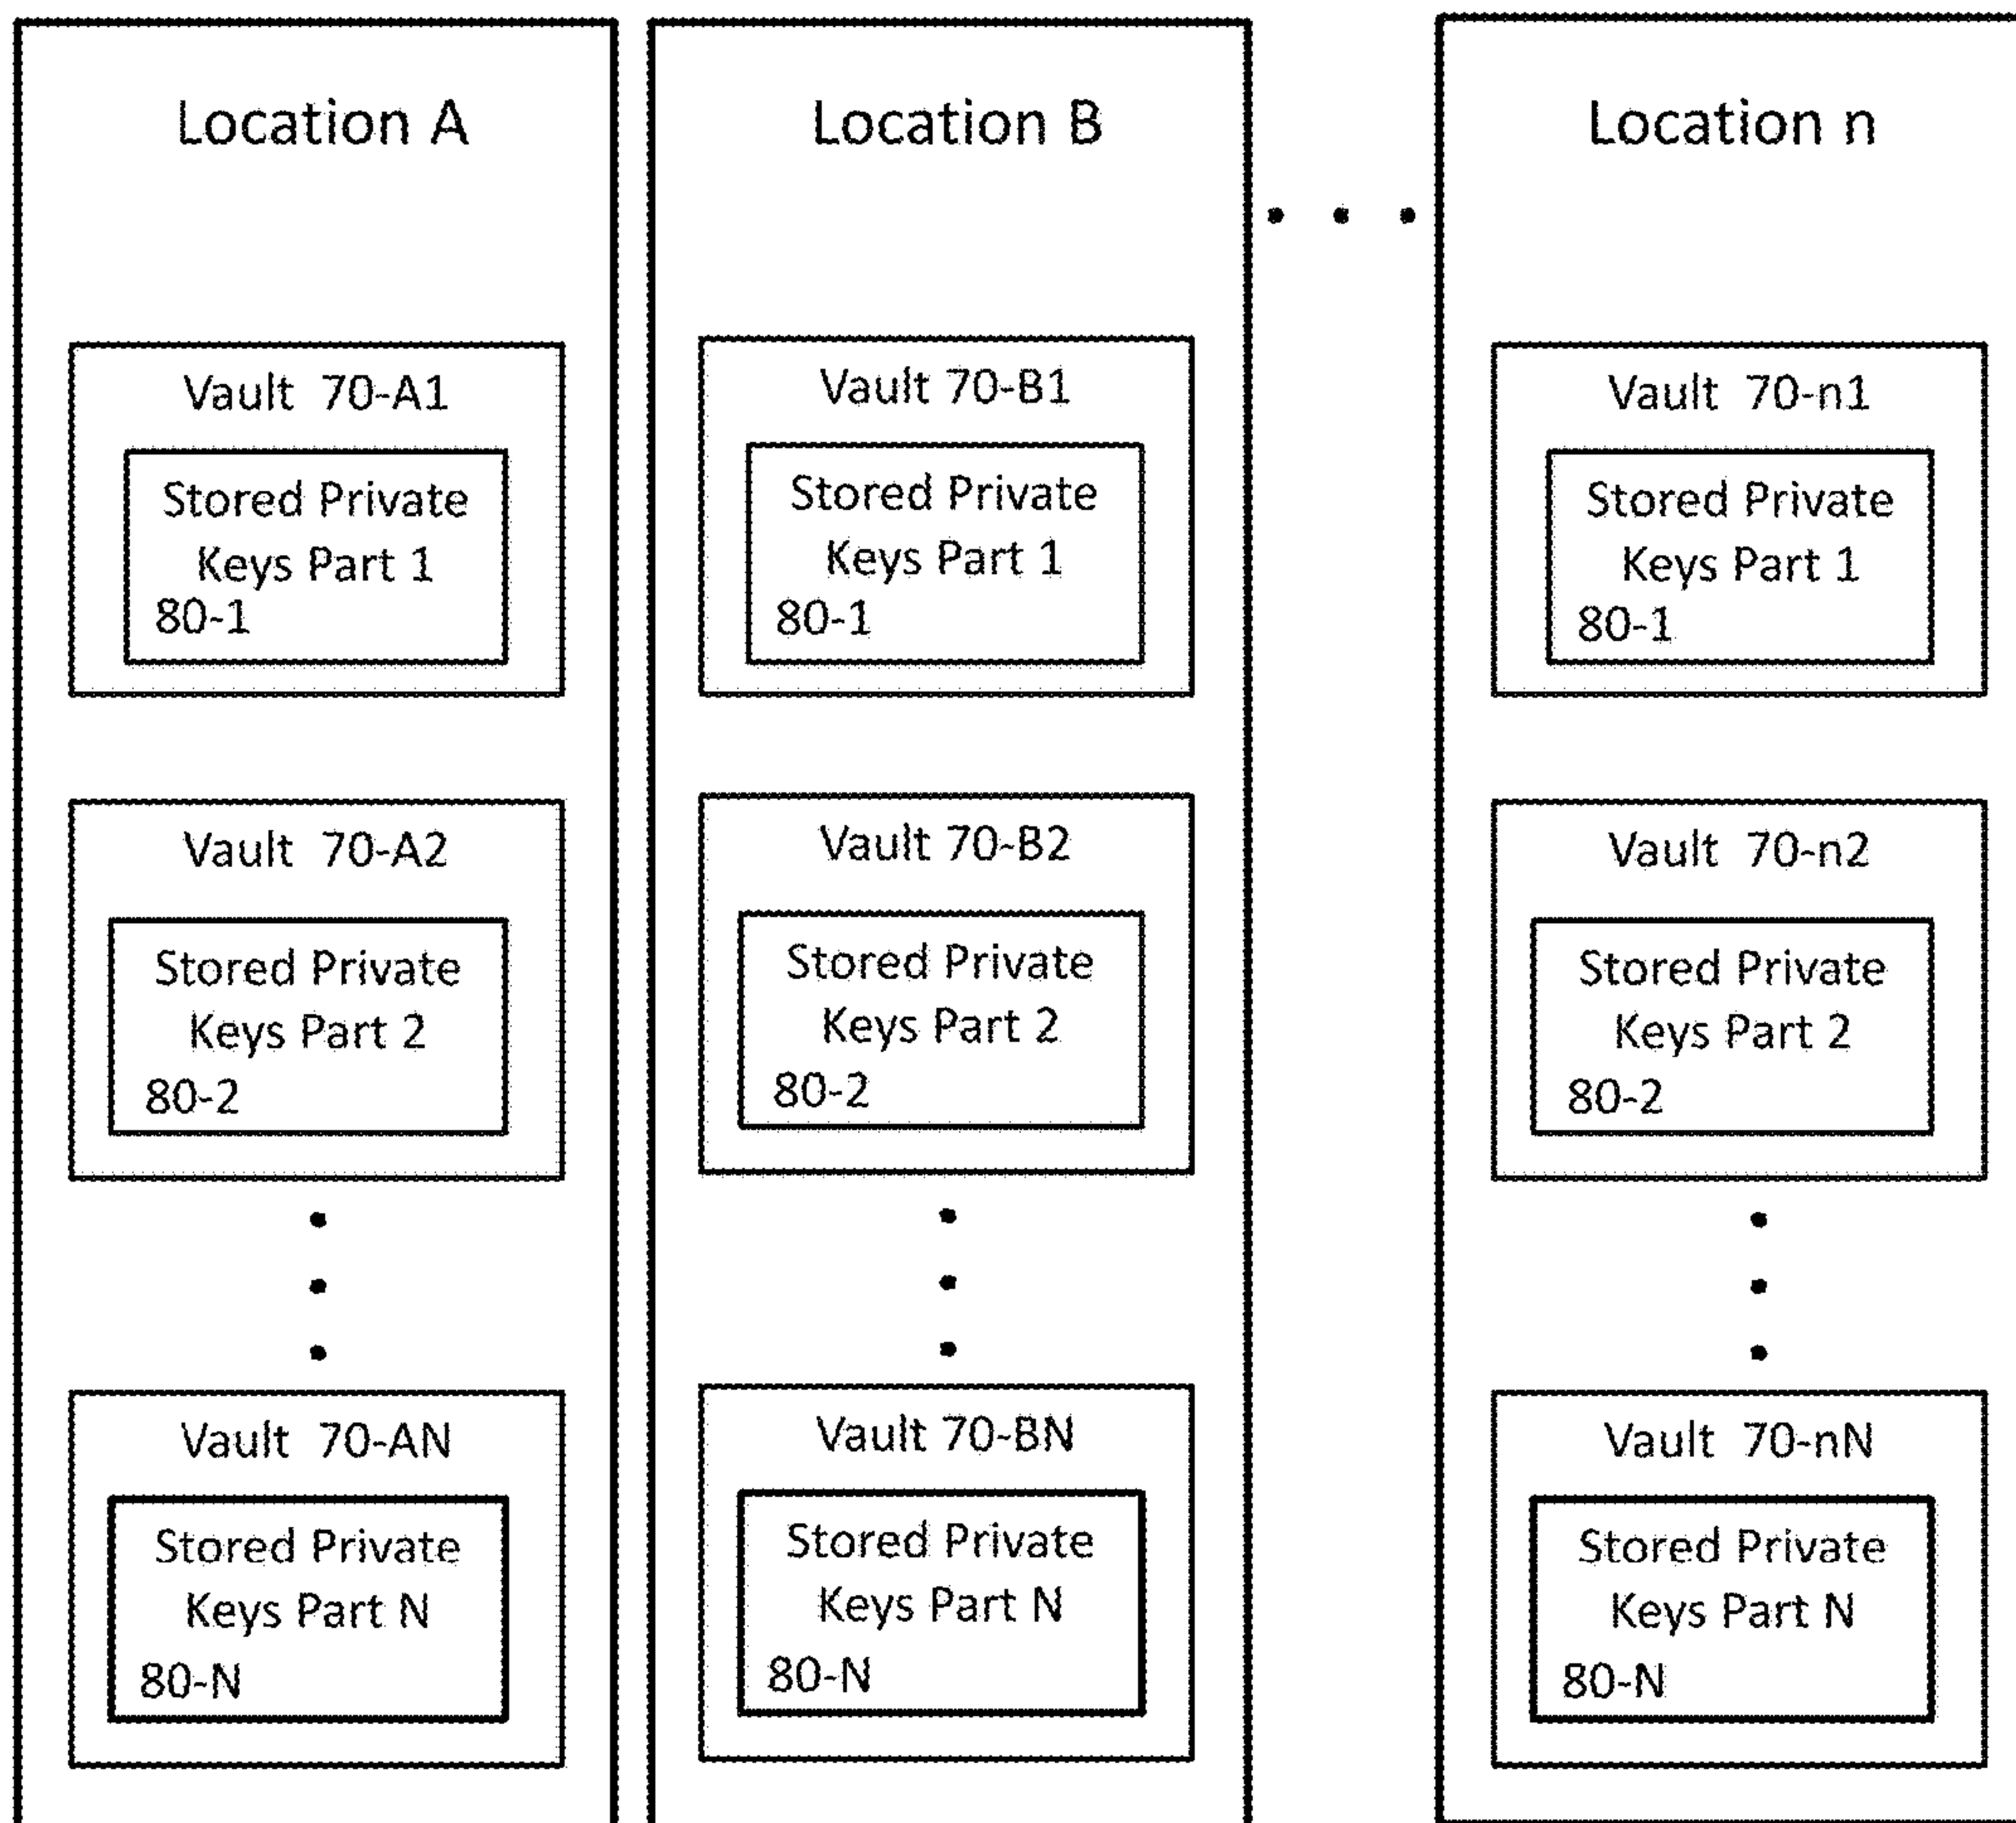 Location A
Vault 70-A1
Stored Private
Keys Part 1
80-1
Vault 70-A2
Stored Private
Keys Part 2
80-2
Vault 70-AN
Stored Private
Keys Part N
80-N
Location B
Vault 70-B1
Stored Private
Keys Part 1
80-1
Vault 70-B2
Stored Private
Keys Part 2
80-2
Vault 70-BN
Stored Private
Keys Part N
80-N
Location n
Vault 70-n1
Stored Private
Keys Part 1
80-1
Vault 70-n2
Stored Private
Keys Part 2
80-2
Vault 70-nN
Stored Private
Keys Part N
80-N